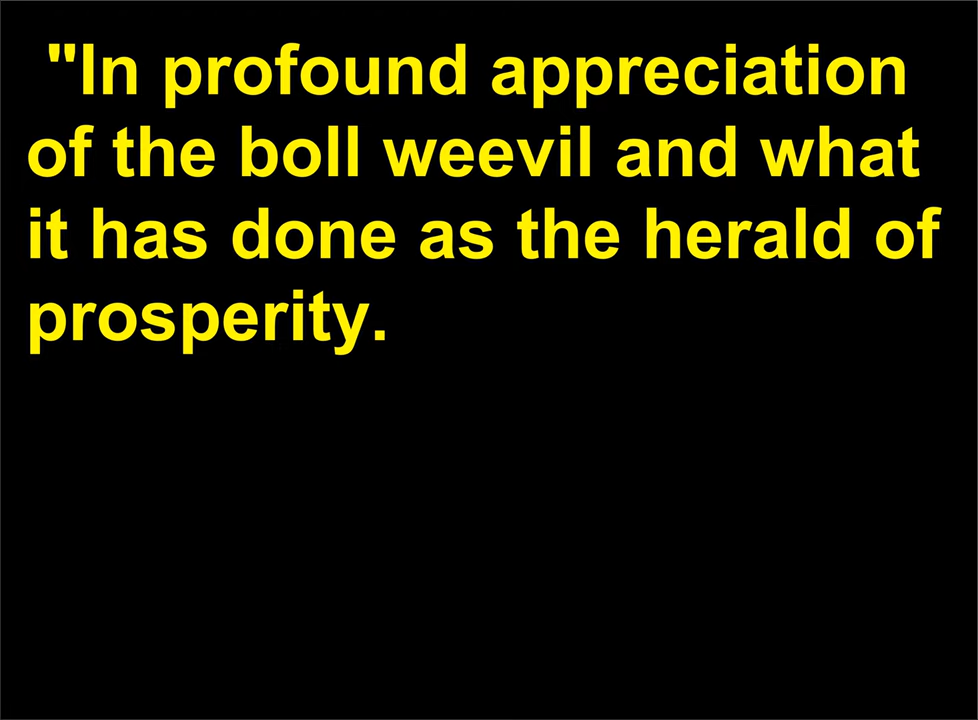 "In profound appreciation
of the boll weevil and what
it has done as the herald of
prosperity.